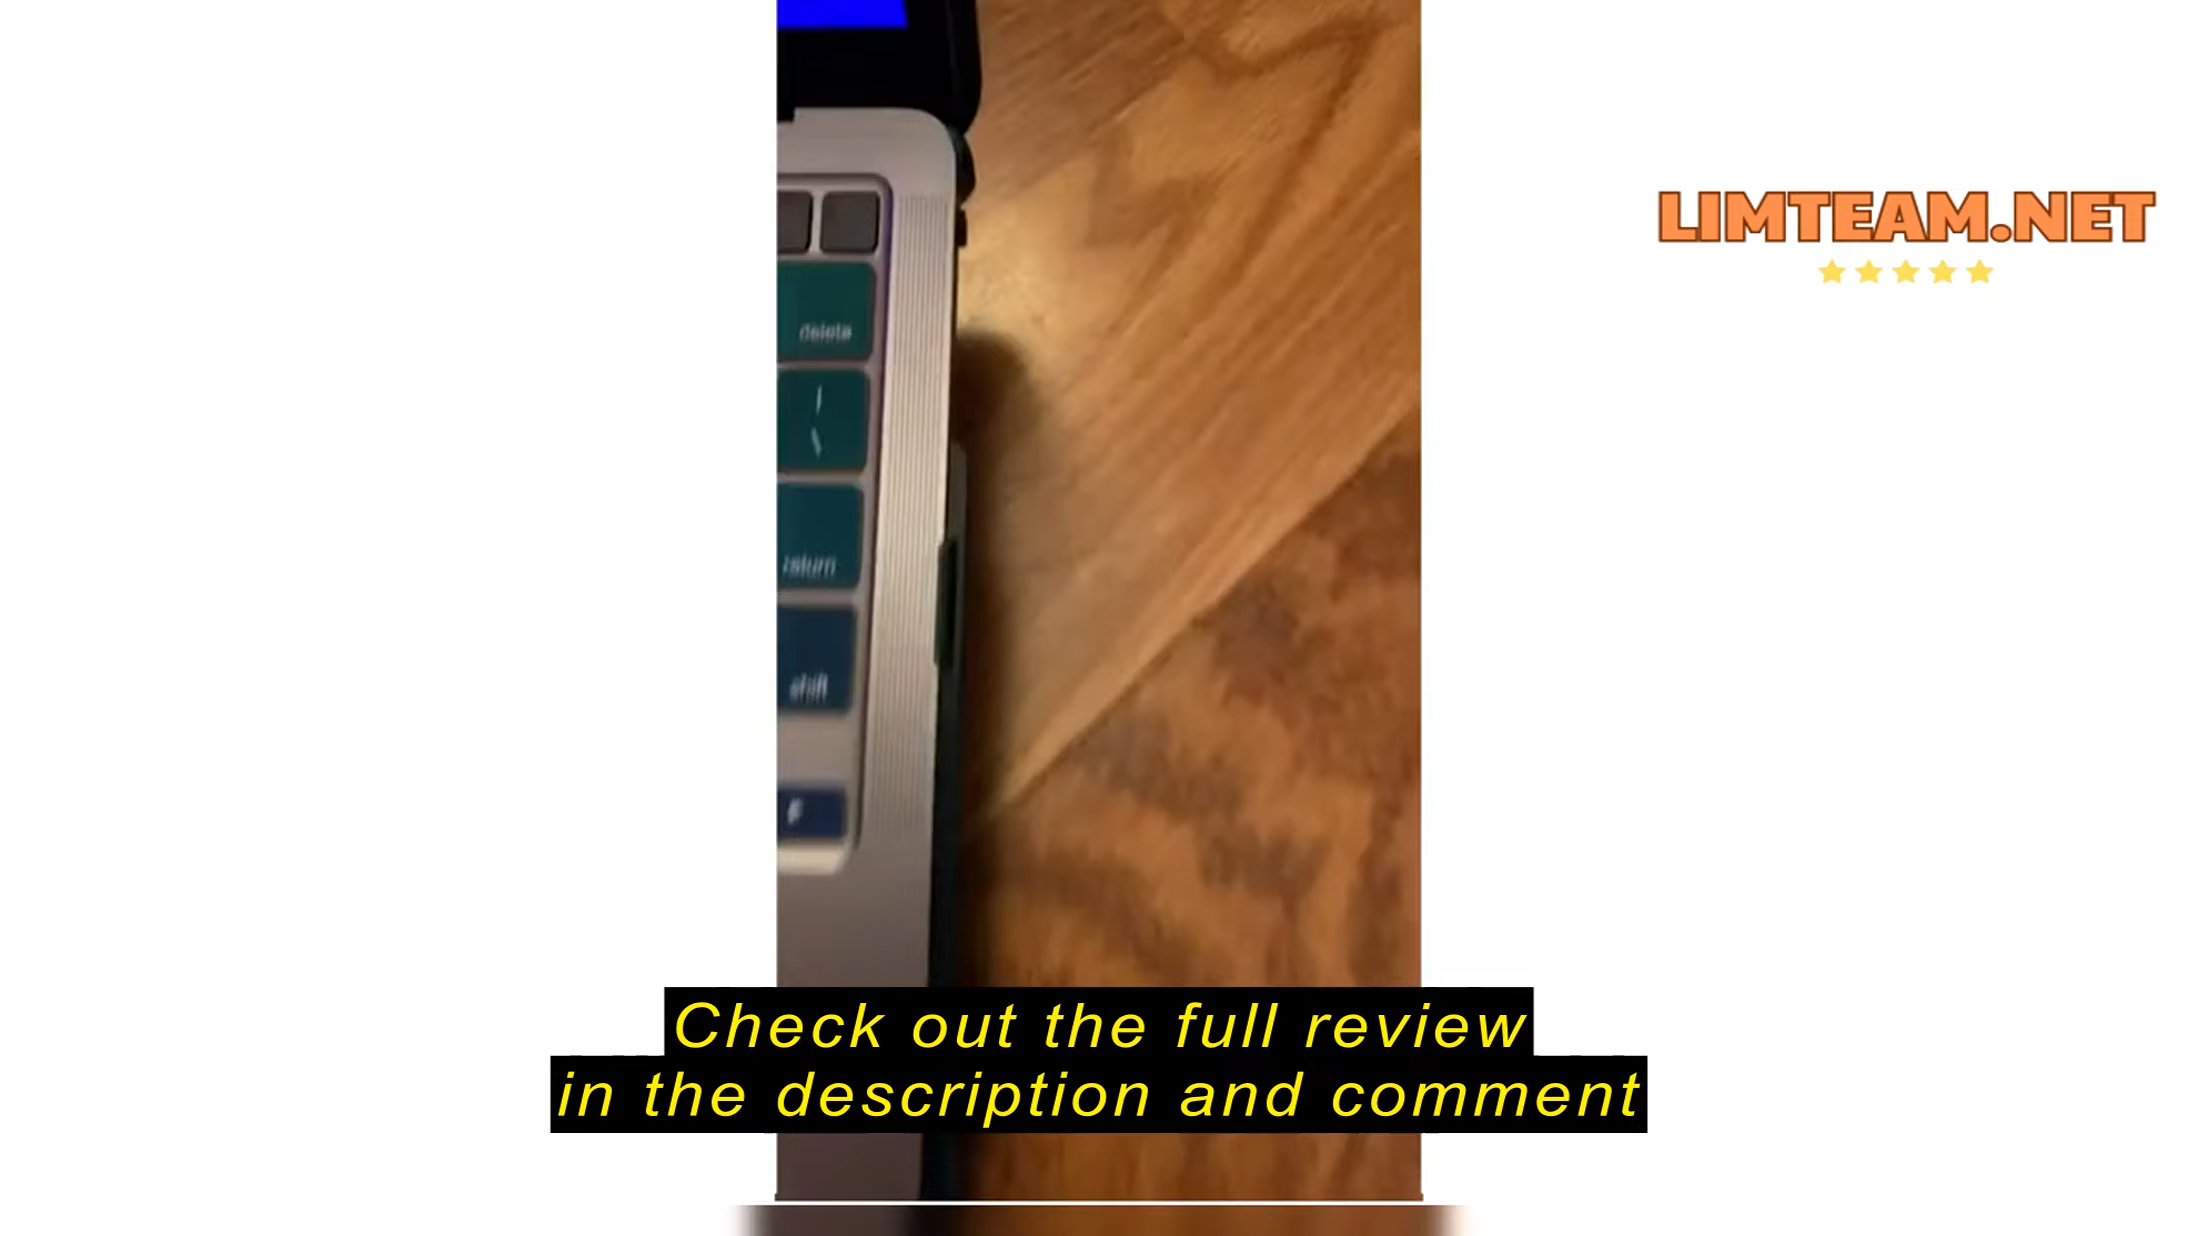 LIMTEAM.NET
delete
|
\
return
shift
Check out the full review
in the description and comment